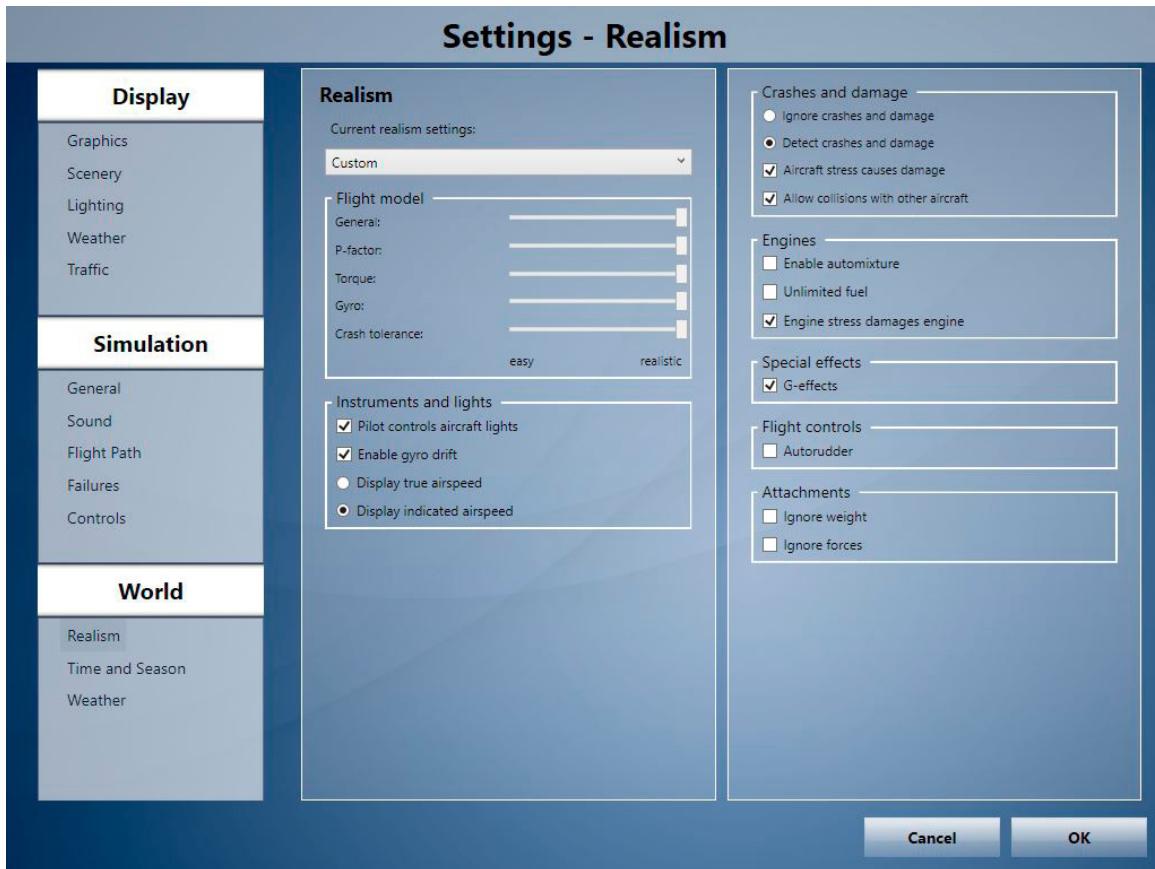 Settings - Realism
Display
Graphics
Scenery
Lighting
Weather
Traffic
Simulation
General
Sound
Flight Path
Failures
Controls
World
Realism
Time and Season
Weather
Realism
Current realism settings:
Custom
Flight model
General:
P-factor:
Torque:
Gyro:
Crash tolerance:
easy realistic
Instruments and lights
Pilot controls aircraft lights
Enable gyro drift
Display true airspeed
Display indicated airspeed
Crashes and damage
Ignore crashes and damage
Detect crashes and damage
Aircraft stress causes damage
Allow collisions with other aircraft
Engines
Enable automixture
Unlimited fuel
Engine stress damages engine
Special effects
G-effects
Flight controls
Autorudder
Attachments
Ignore weight
Ignore forces
Cancel OK